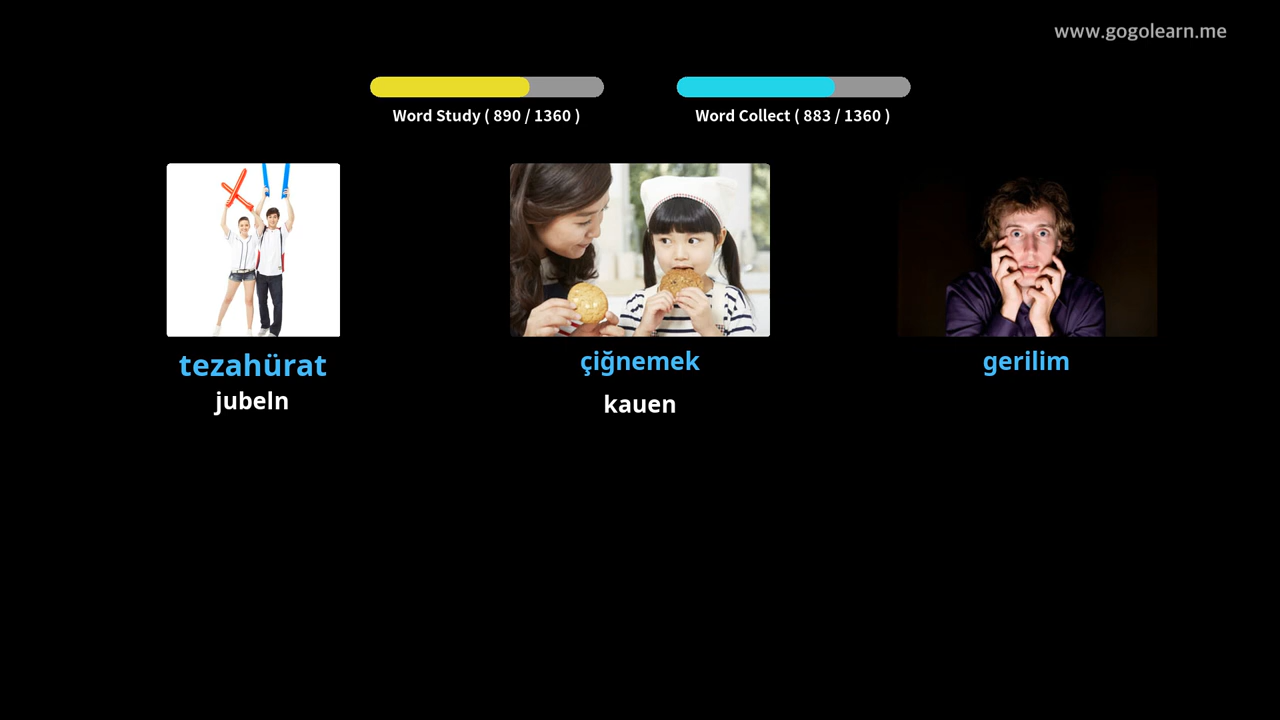 www.gogolearn.me
Word Study ( 890 / 1360 )
Word Collect ( 883 / 1360 )
tezahürat
jubeln
çiğnemek
kauen
gerilim